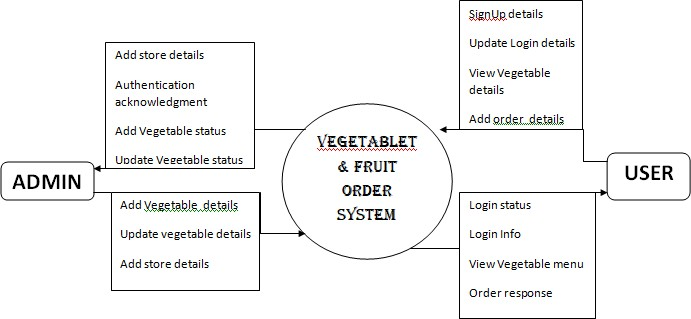 SignUp details
Update Login details
View Vegetable
details
Add order details
Add store details
Authentication
acknowledgment
Add Vegetable status
Update Vegetable status
VEGETABLET
& FRUIT
ORDER
SYSTEM
ADMIN
USER
Add Vegetable details
Update vegetable details
Add store details
Login status
Login Info
View Vegetable menu
Order response